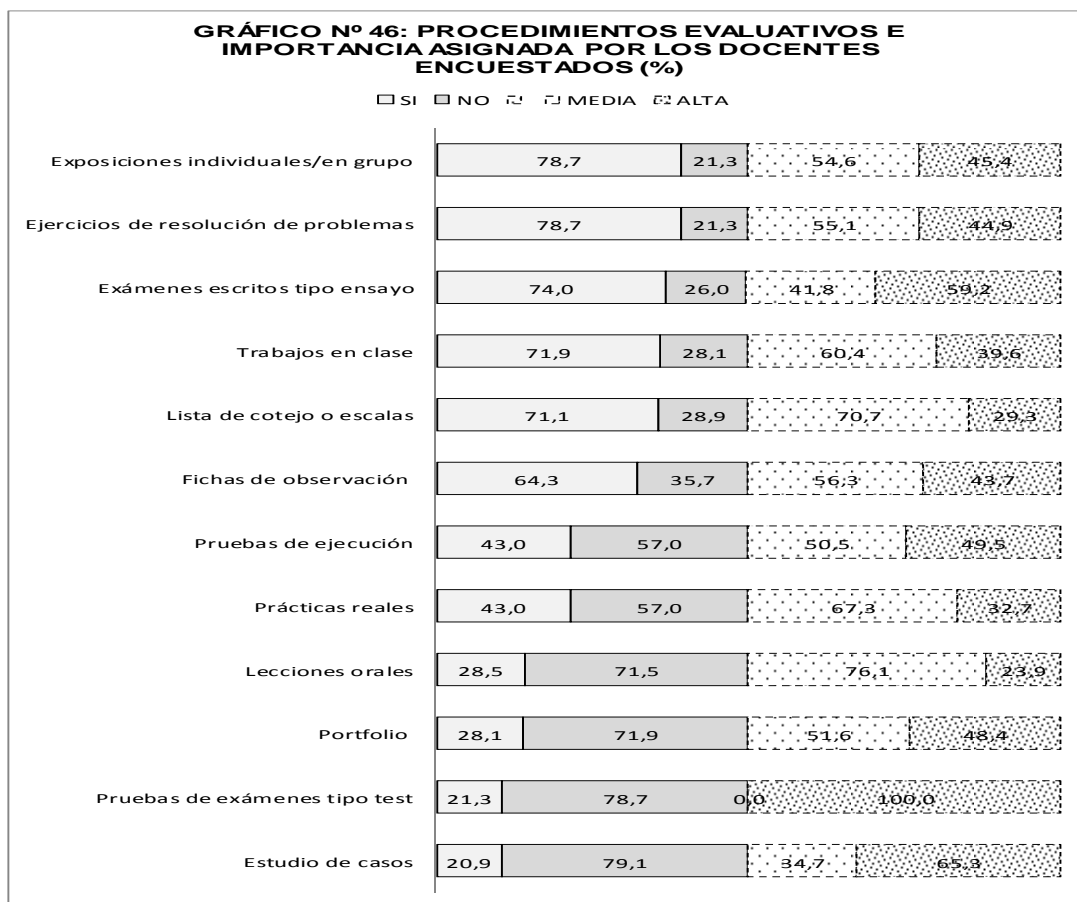 GRÁFICO Nº 46: PROCEDIMIENTOS EVALUATIVOS E
IMPORTANCIA ASIGNADA POR LOS DOCENTES
ENCUESTADOS (%)
SI NO MEDIA ALTA
Exposiciones individuales/en grupo 78,7 21,3 54,6 45,4
Ejercicios de resolución de problemas 78,7 21,3 55,1 44,9
Exámenes escritos tipo ensayo 74,0 26,0 41,8 59,2
Trabajos en clase 71,9 28,1 60,4 39,6
Lista de cotejo o escalas 71,1 28,9 70,7 29,3
Fichas de observación 64,3 35,7 56,3 43,7
Pruebas de ejecución 43,0 57,0 50,5 49,5
Prácticas reales 43,0 57,0 67,3 32,7
Lecciones orales 28,5 71,5 76,1 23,9
Portfolio 28,1 71,9 51,6 48,4
Pruebas de exámenes tipo test 21,3 78,7 0,0 100,0
Estudio de casos 20,9 79,1 34,7 65,3